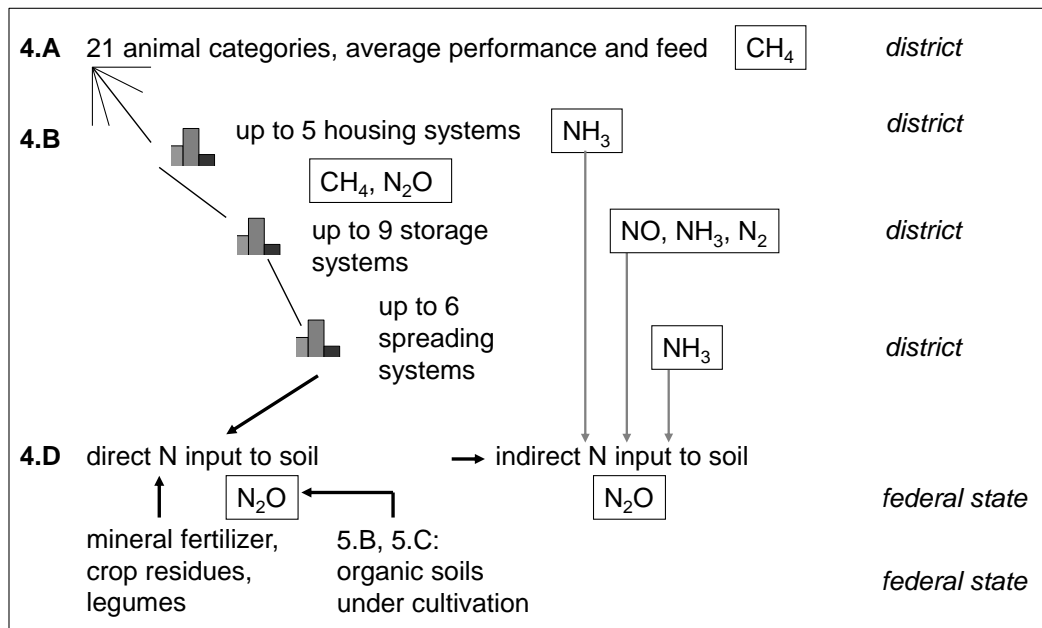 4.A 21 animal categories, average performance and feed CH₄ district
4.B up to 5 housing systems NH₃ district
CH₄, N₂O
up to 9 storage
systems
NO, NH₃, N₂ district
up to 6
spreading
systems
NH₃ district
4.D direct N input to soil indirect N input to soil
N₂O N₂O federal state
mineral fertilizer,
crop residues,
legumes
5.B, 5.C:
organic soils
under cultivation
federal state